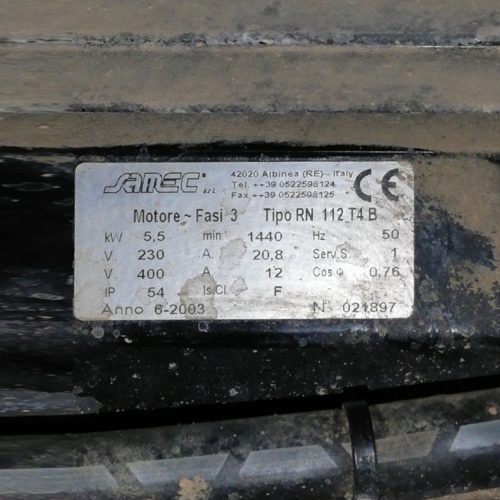 SAMEC s.r.l.
42020 Albinea (RE) - Italy
Tel. ++39 0522598124
Fax ++39 0522598125
CE
Motore ~ Fasi 3 Tipo RN 112 T4 B
kW 5,5 min 1440 Hz 50
V. 230 A. 20,8 Serv. S 1
V. 400 A 12 Cos φ 0,76
IP 54 Is.Cl. F
Anno 6-2003 N° 021897